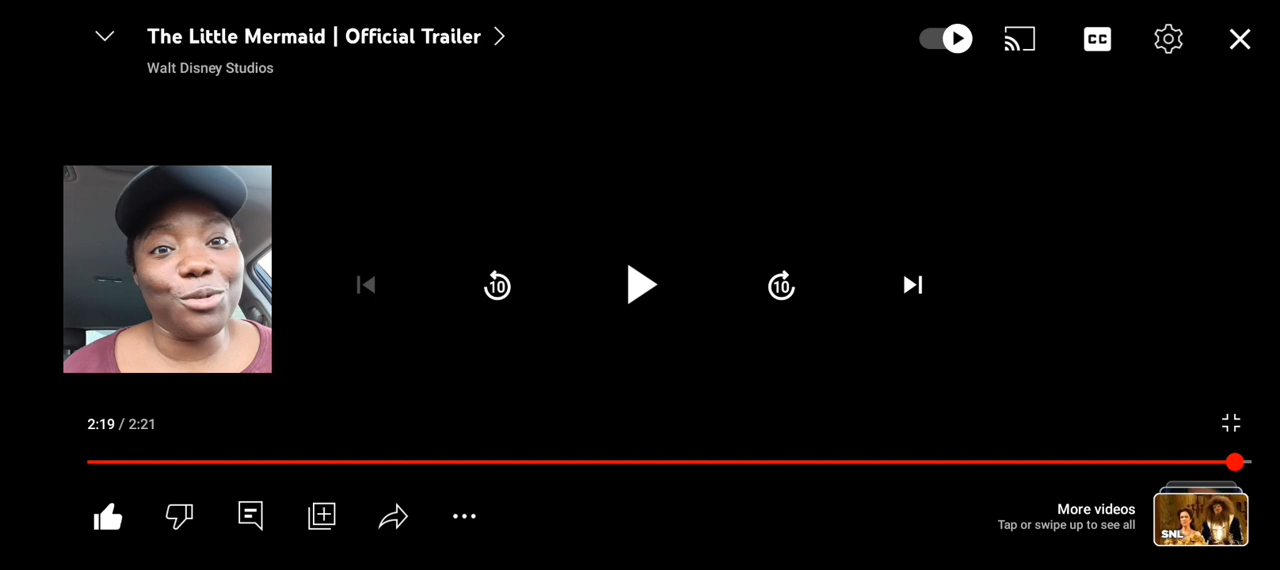 The Little Mermaid | Official Trailer
Walt Disney Studios
CC
10
10
2:19 / 2:21
More videos
Tap or swipe up to see all
SNL